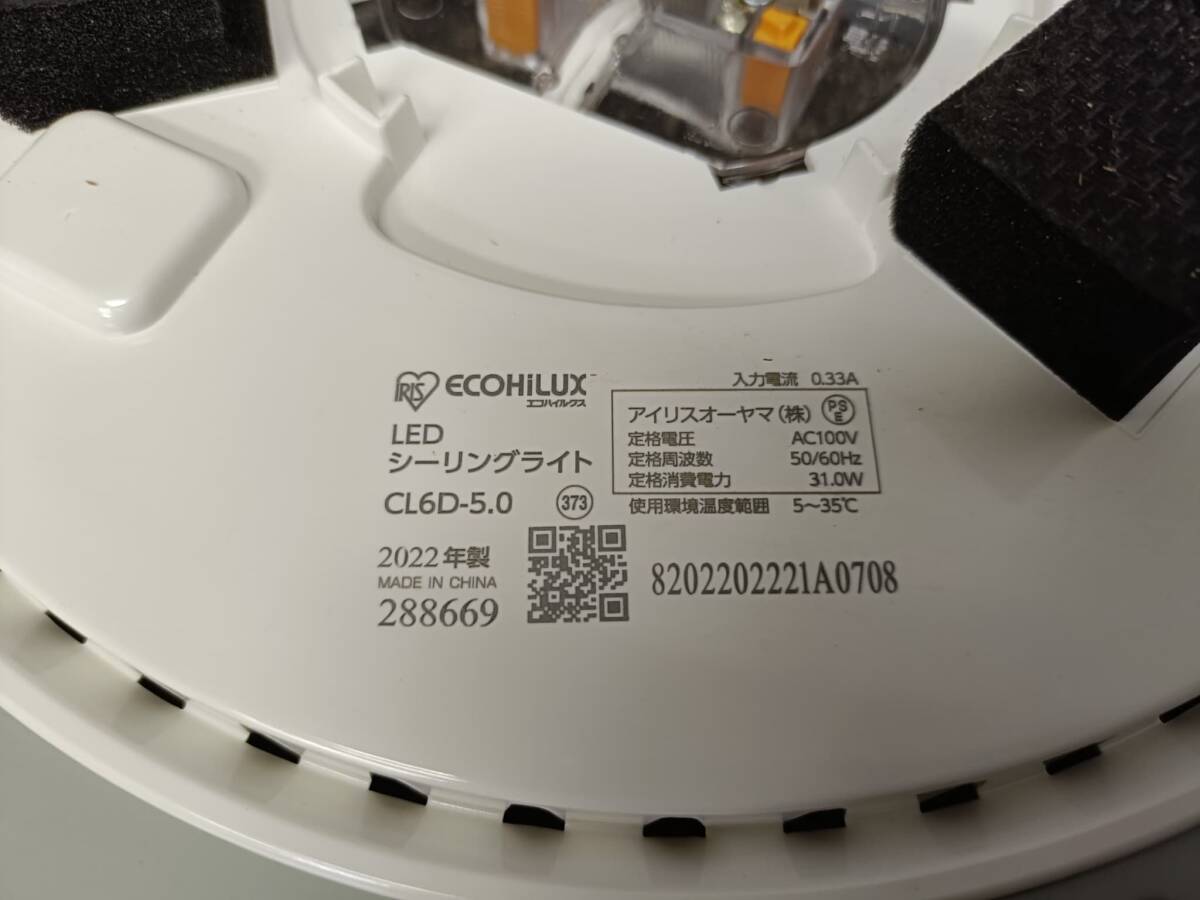 IRIS ECOHiLUX™
エコハイルクス
LED
シーリングライト
CL6D-5.0 373
2022年製
MADE IN CHINA
288669
入力電流 0.33A
アイリスオーヤマ(株) PSE
定格電圧 AC100V
定格周波数 50/60Hz
定格消費電力 31.0W
使用環境温度範囲 5~35℃
8202202221A0708